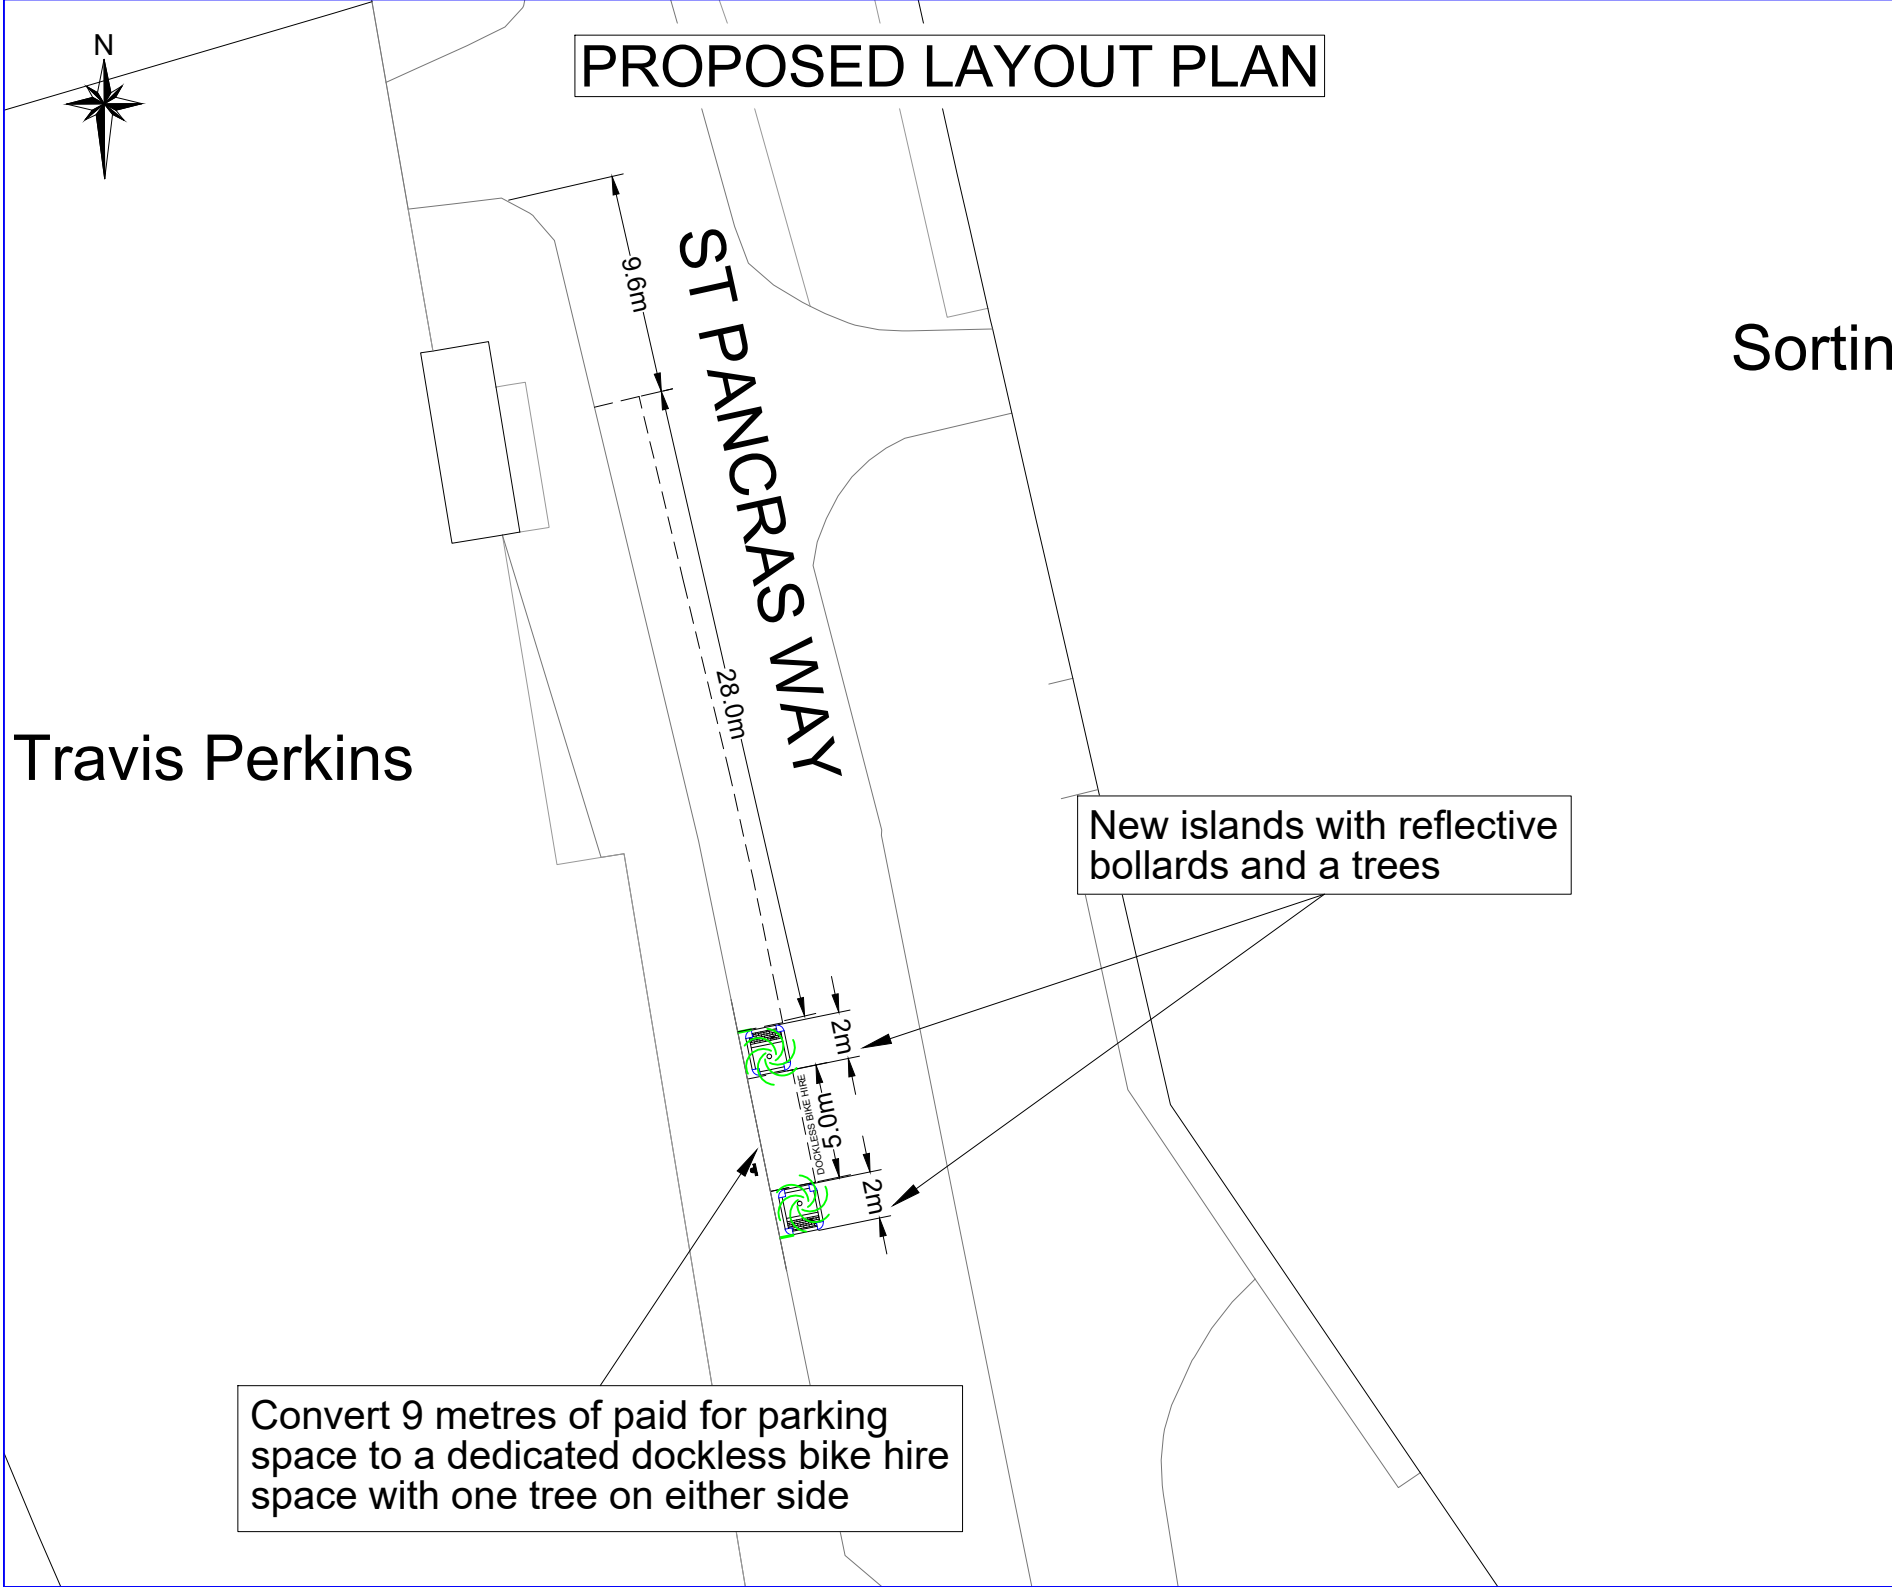 N
PROPOSED LAYOUT PLAN
9.6m
ST PANCRAS WAY
Sortin
28.0m
Travis Perkins
New islands with reflective
bollards and a trees
2m
DOCKLESS BIKE HIRE
5.0m
2m
Convert 9 metres of paid for parking
space to a dedicated dockless bike hire
space with one tree on either side